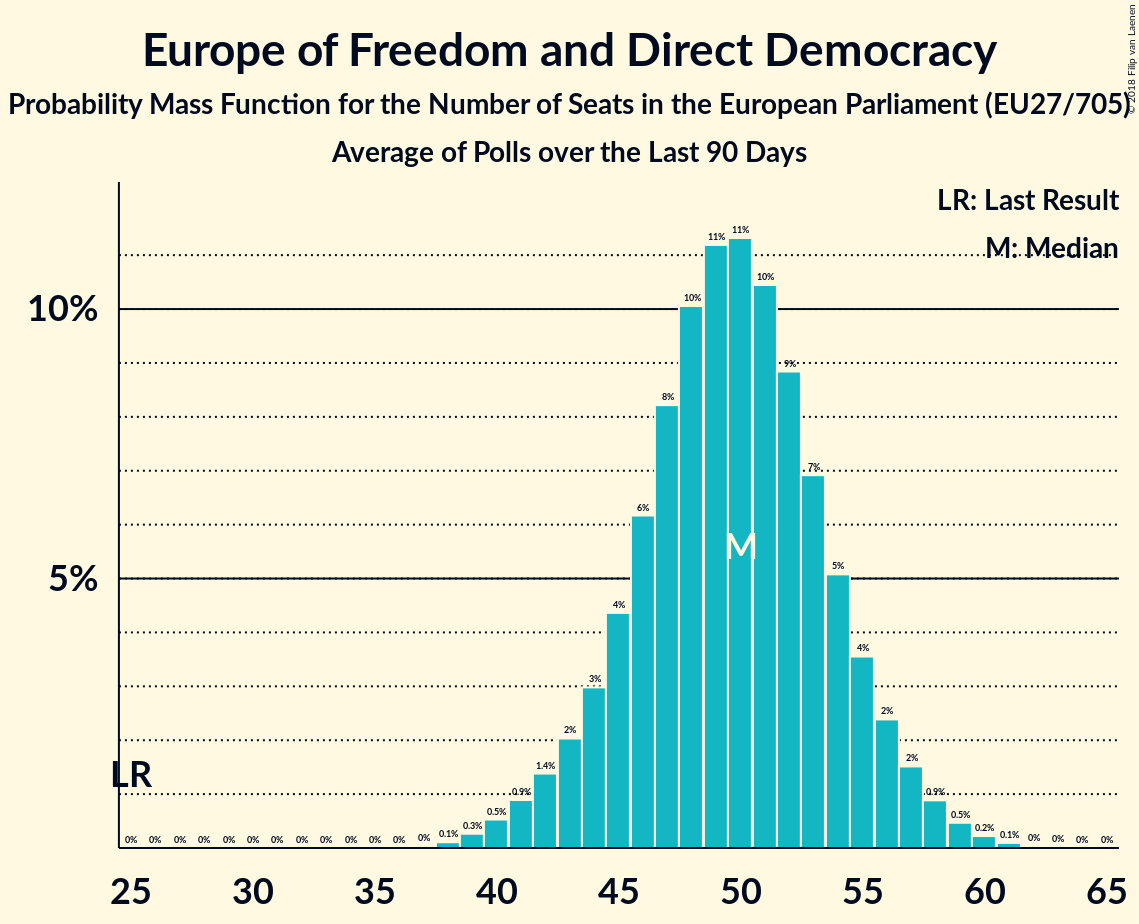 Europe of Freedom and Direct Democracy
Probability Mass Function for the Number of Seats in the European Parliament (EU27/705)
Average of Polls over the Last 90 Days
© 2018 Filip van Laenen
LR: Last Result
M: Median
10%
5%
LR
M
0% 0% 0% 0% 0% 0% 0% 0% 0% 0% 0% 0% 0% 0.1% 0.3% 0.5% 0.9% 1.4% 2% 3% 4% 6% 8% 10% 11% 11% 10% 9% 7% 5% 4% 2% 2% 0.9% 0.5% 0.2% 0.1% 0% 0% 0% 0%
25 30 35 40 45 50 55 60 65